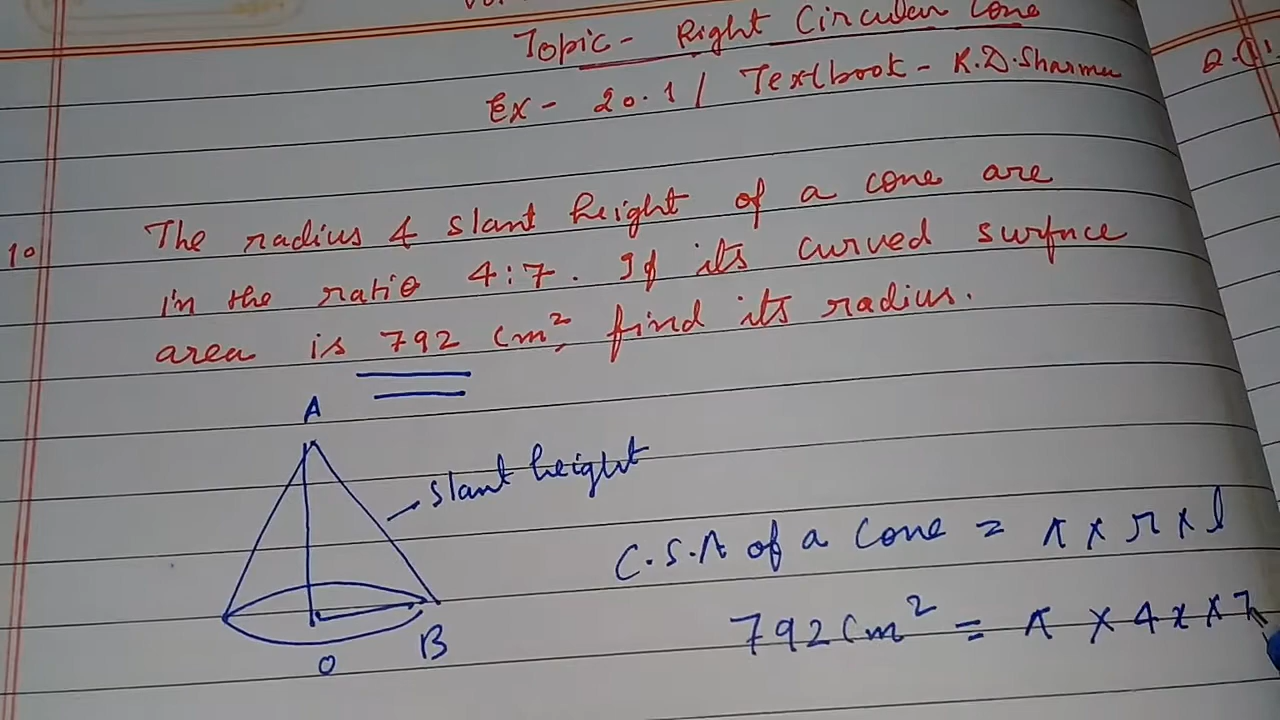 Topic - Right Circular Cone
Ex - 20.1 / Textbook - K.D.Sharma
10
The radius & slant height of a cone are
in the ratio 4:7. If its curved surface
area is 792 cm², find its radius.
A
slant height
C.S.A of a cone = π × r × l
792 cm² = π × 4x × 7
B
O